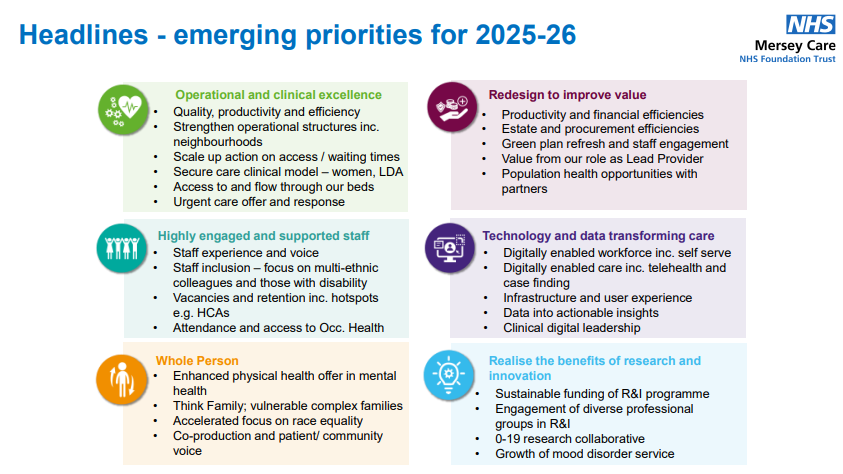 Headlines - emerging priorities for 2025-26
NHS
Mersey Care
NHS Foundation Trust
Operational and clinical excellence
• Quality, productivity and efficiency
• Strengthen operational structures inc.
neighbourhoods
• Scale up action on access / waiting times
• Secure care clinical model – women, LDA
• Access to and flow through our beds
• Urgent care offer and response
Redesign to improve value
• Productivity and financial efficiencies
• Estate and procurement efficiencies
• Green plan refresh and staff engagement
• Value from our role as Lead Provider
• Population health opportunities with
partners
Highly engaged and supported staff
• Staff experience and voice
• Staff inclusion – focus on multi-ethnic
colleagues and those with disability
• Vacancies and retention inc. hotspots
e.g. HCAs
• Attendance and access to Occ. Health
Technology and data transforming care
• Digitally enabled workforce inc. self serve
• Digitally enabled care inc. telehealth and
case finding
• Infrastructure and user experience
• Data into actionable insights
• Clinical digital leadership
Whole Person
• Enhanced physical health offer in mental
health
• Think Family; vulnerable complex families
• Accelerated focus on race equality
• Co-production and patient/ community
voice
Realise the benefits of research and
innovation
• Sustainable funding of R&I programme
• Engagement of diverse professional
groups in R&I
• 0-19 research collaborative
• Growth of mood disorder service